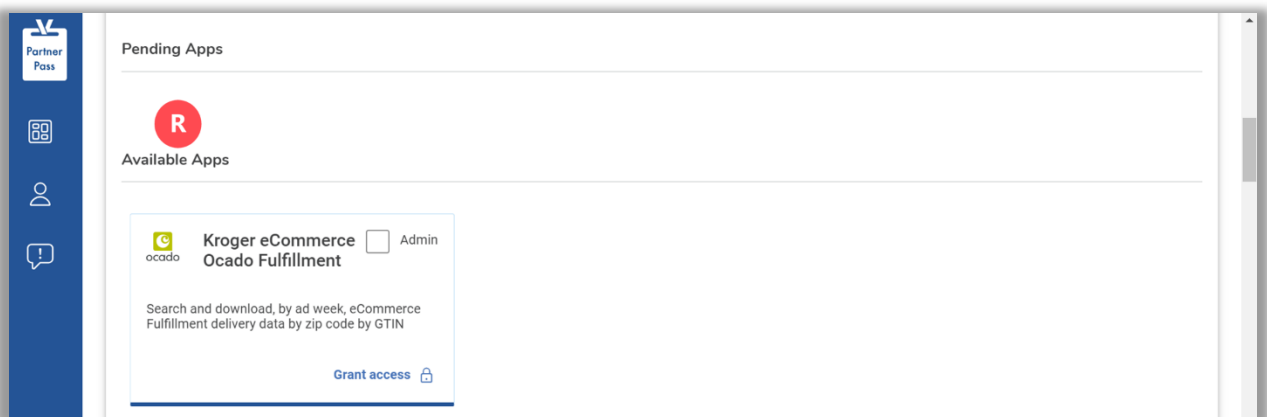 Partner
Pass
Pending Apps
R
Available Apps
ocado
Kroger eCommerce
Ocado Fulfillment
Admin
Search and download, by ad week, eCommerce
Fulfillment delivery data by zip code by GTIN
Grant access